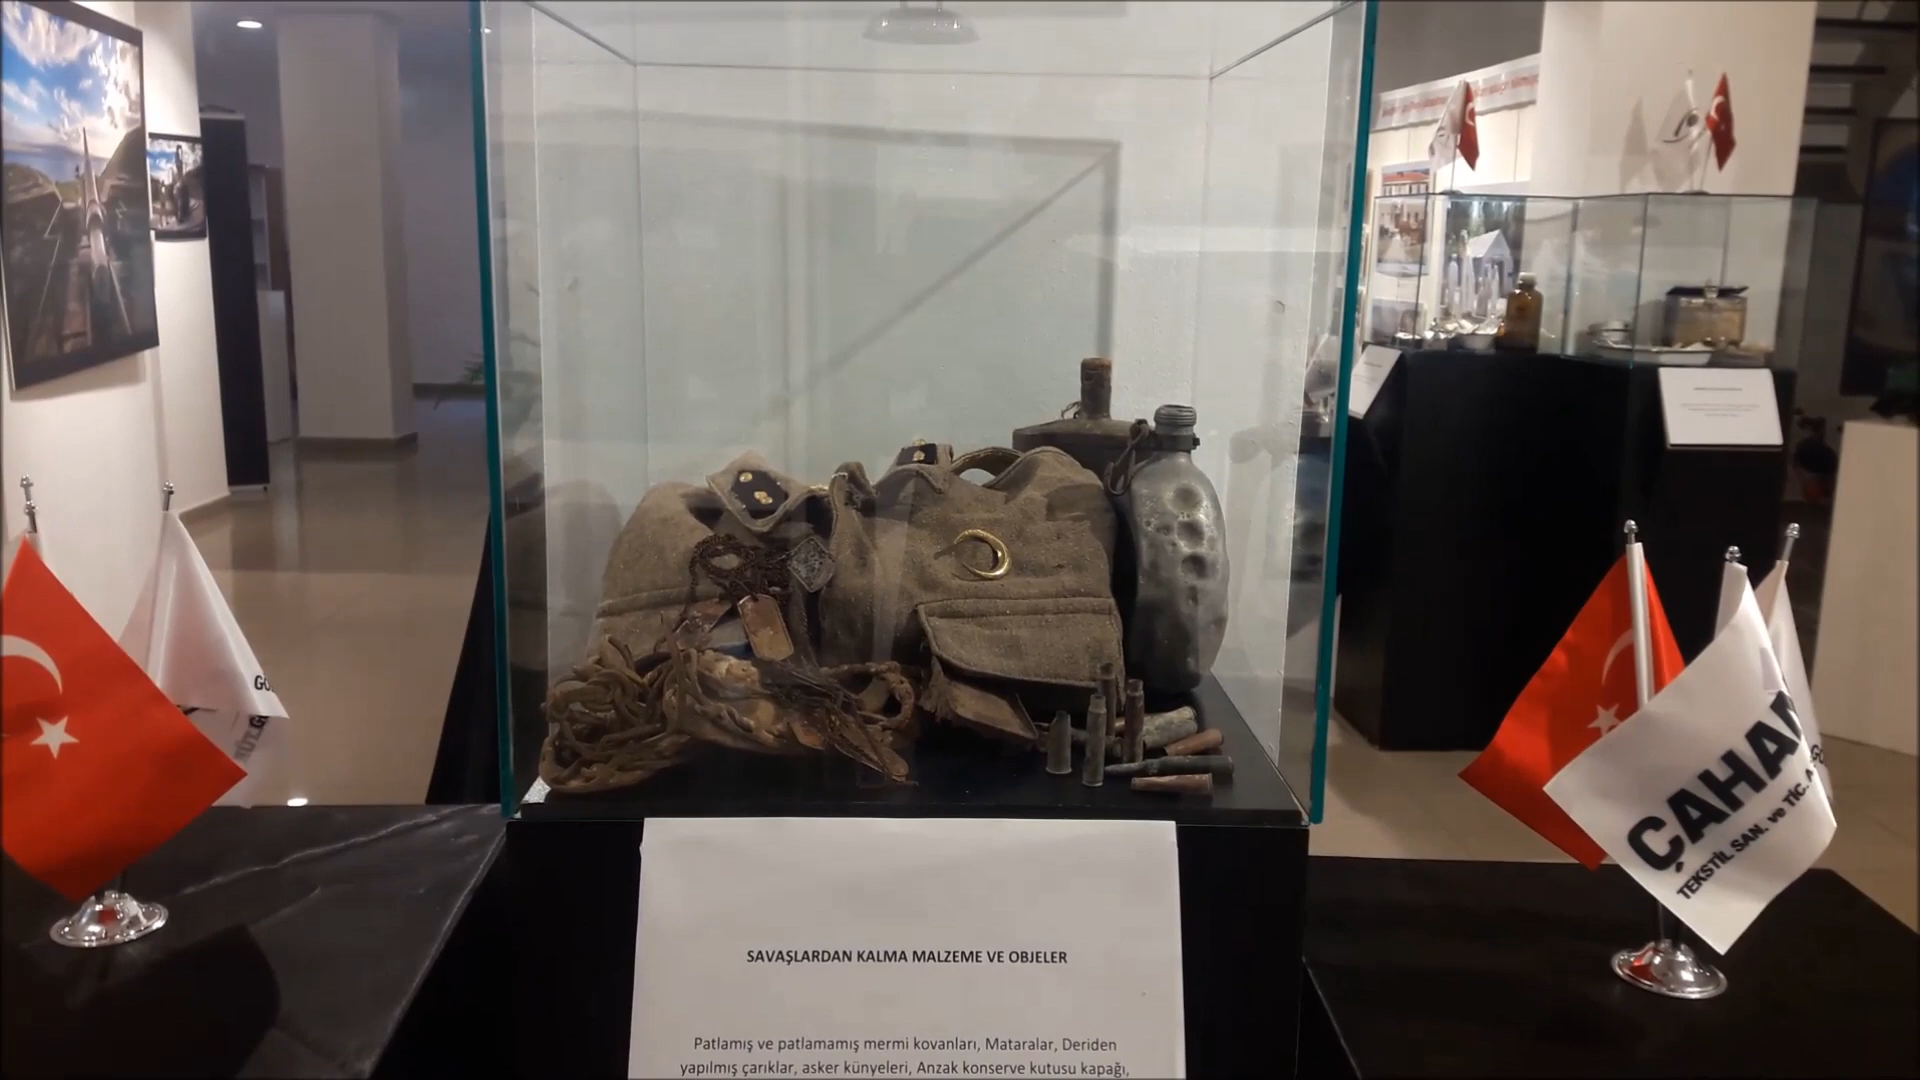 SAVAŞLARDAN KALMA MALZEME VE OBJELER
Patlamış ve patlamamış mermi kovanları, Mataralar, Deriden
yapılmış çarıklar, asker künyeleri, Anzak konserve kutusu kapağı,
ÇAHAN
TEKSTİL SAN. ve TİC. A